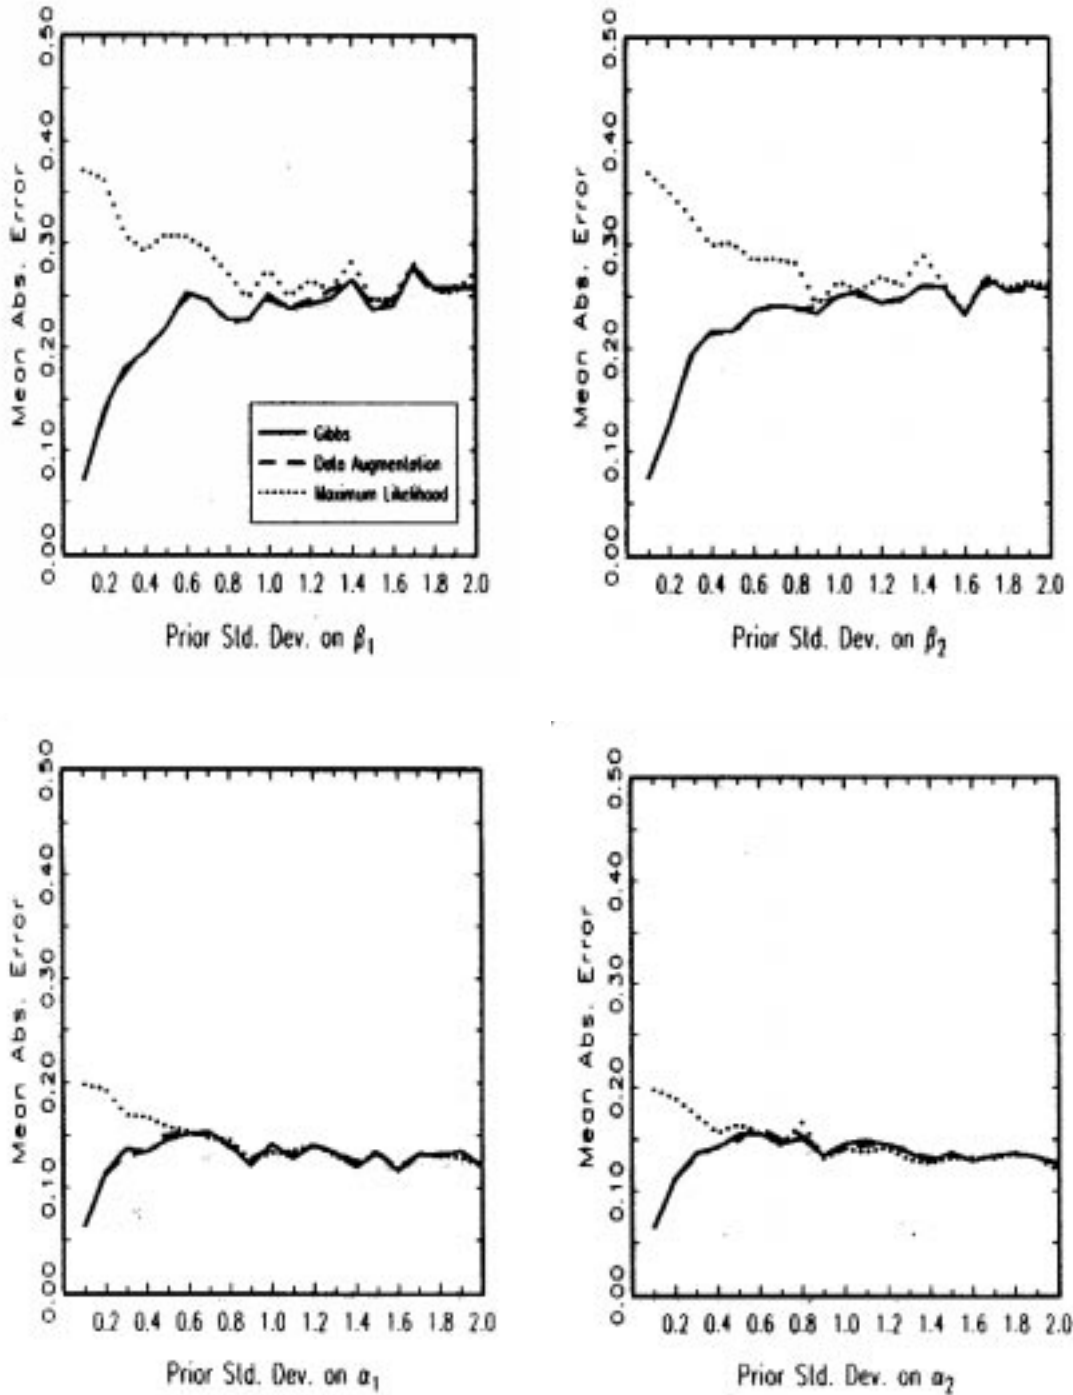 0.50
0.40
0.30
0.20
0.10
0.00
Mean Abs. Error
Gibbs
Data Augmentation
Maximum Likelihood
0.2 0.4 0.6 0.8 1.0 1.2 1.4 1.6 1.8 2.0
Prior Std. Dev. on β₁
0.50
0.40
0.30
0.20
0.10
0.00
Mean Abs. Error
0.2 0.4 0.6 0.8 1.0 1.2 1.4 1.6 1.8 2.0
Prior Std. Dev. on β₂
0.50
0.40
0.30
0.20
0.10
0.00
Mean Abs. Error
0.2 0.4 0.6 0.8 1.0 1.2 1.4 1.6 1.8 2.0
Prior Std. Dev. on α₁
0.50
0.40
0.30
0.20
0.10
0.00
Mean Abs. Error
0.2 0.4 0.6 0.8 1.0 1.2 1.4 1.6 1.8 2.0
Prior Std. Dev. on α₂